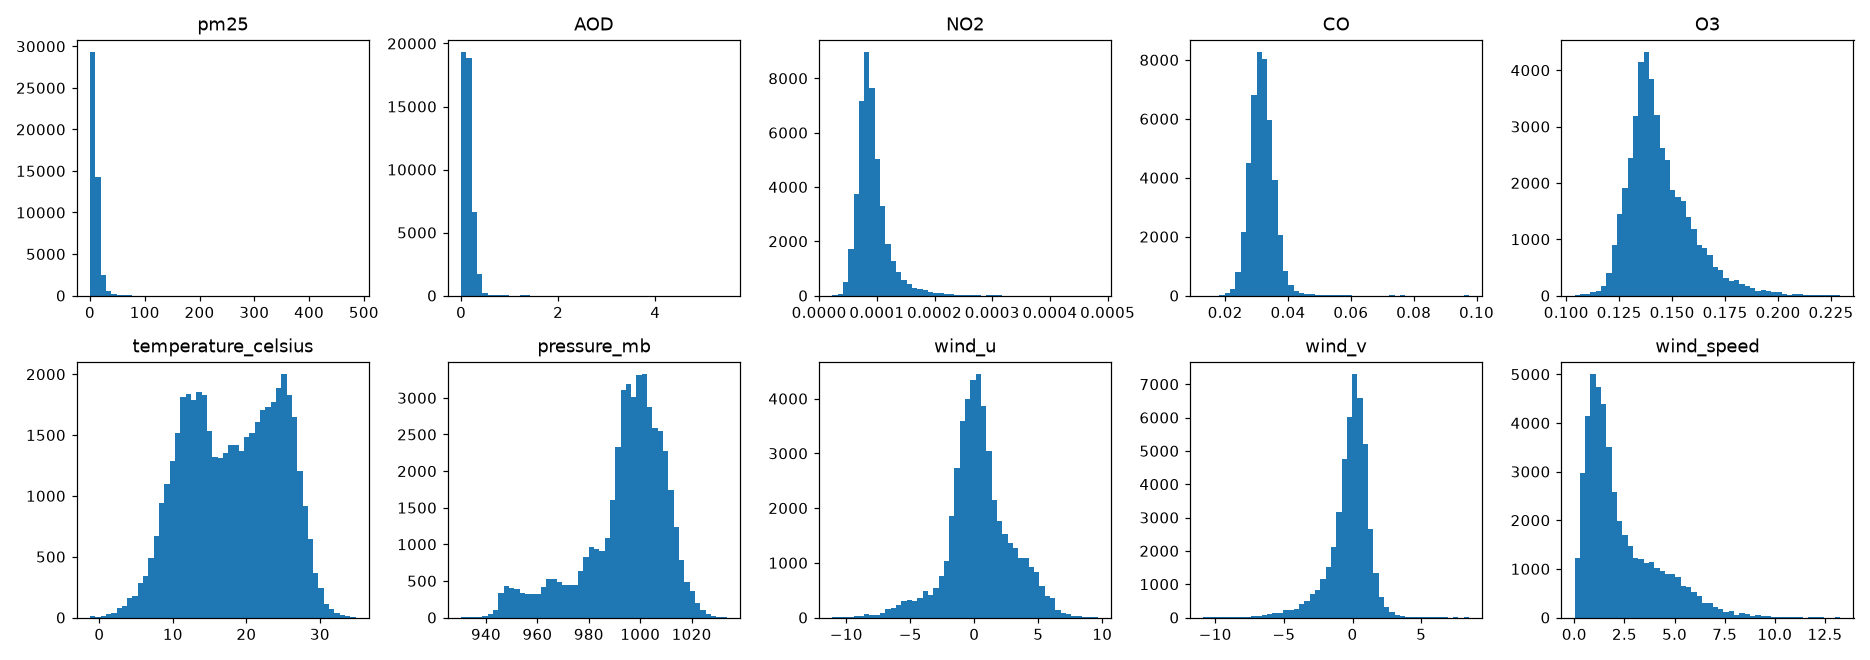 pm25 AOD NO2 CO O3
30000 25000 20000 15000 10000 5000 0
0 100 200 300 400 500
20000 15000 10000 5000 0
0 2 4
8000 6000 4000 2000 0
0.0000 0.0001 0.0002 0.0003 0.0004 0.0005
8000 6000 4000 2000 0
0.02 0.04 0.06 0.08 0.10
4000 3000 2000 1000 0
0.100 0.125 0.150 0.175 0.200 0.225
temperature_celsius pressure_mb wind_u wind_v wind_speed
2000 1500 1000 500 0
0 10 20 30
3000 2500 2000 1500 1000 500 0
940 960 980 1000 1020
4000 3000 2000 1000 0
−10 −5 0 5 10
7000 6000 5000 4000 3000 2000 1000 0
−10 −5 0 5
5000 4000 3000 2000 1000 0
0.0 2.5 5.0 7.5 10.0 12.5